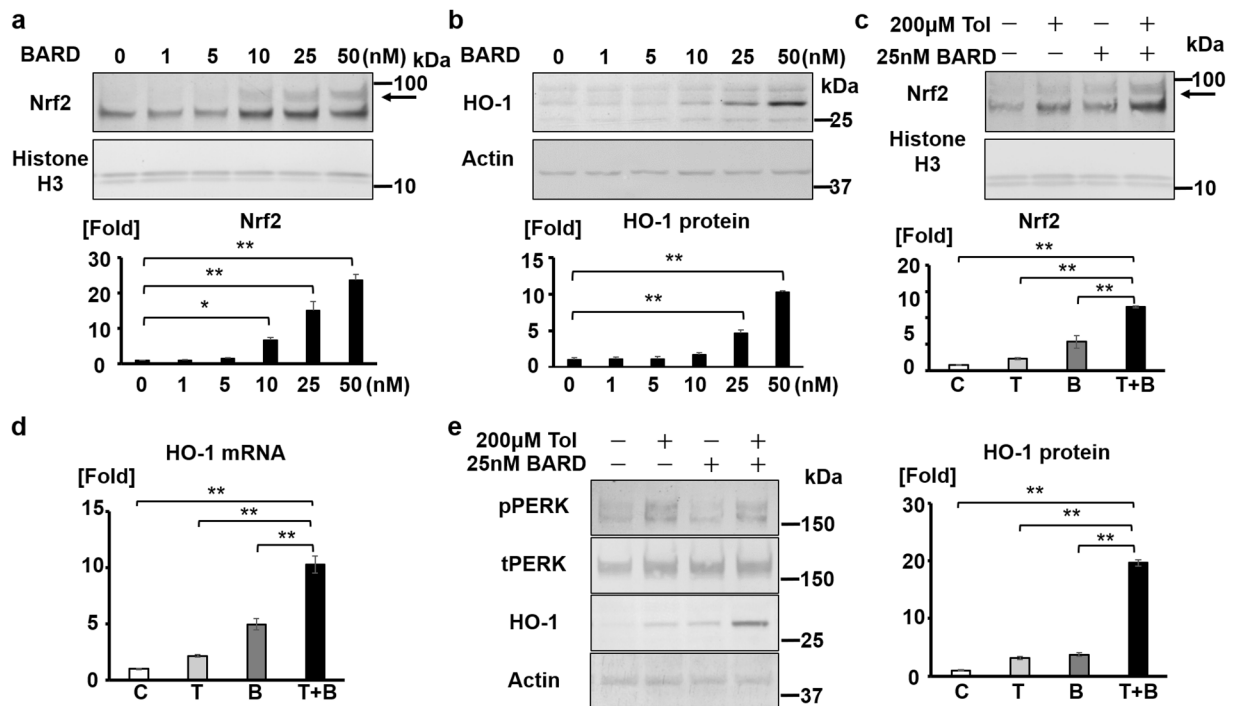 a
BARD 0 1 5 10 25 50 (nM) kDa
Nrf2
100
Histone
H3
10
Nrf2
[Fold]
30
20
10
0
**
**
*
0 1 5 10 25 50 (nM)
b
BARD 0 1 5 10 25 50 (nM)
kDa
HO-1
25
Actin
37
HO-1 protein
[Fold]
15
10
5
0
**
**
0 1 5 10 25 50 (nM)
c
200μM Tol − + − +
25nM BARD − − + +
kDa
100
Nrf2
Histone
H3
10
Nrf2
[Fold]
20
10
5
0
**
**
**
C T B T+B
d
HO-1 mRNA
[Fold]
15
10
5
0
**
**
**
C T B T+B
e
200μM Tol − + − +
25nM BARD − − + +
kDa
pPERK
150
tPERK
150
HO-1
25
Actin
37
HO-1 protein
[Fold]
30
20
10
0
**
**
**
C T B T+B